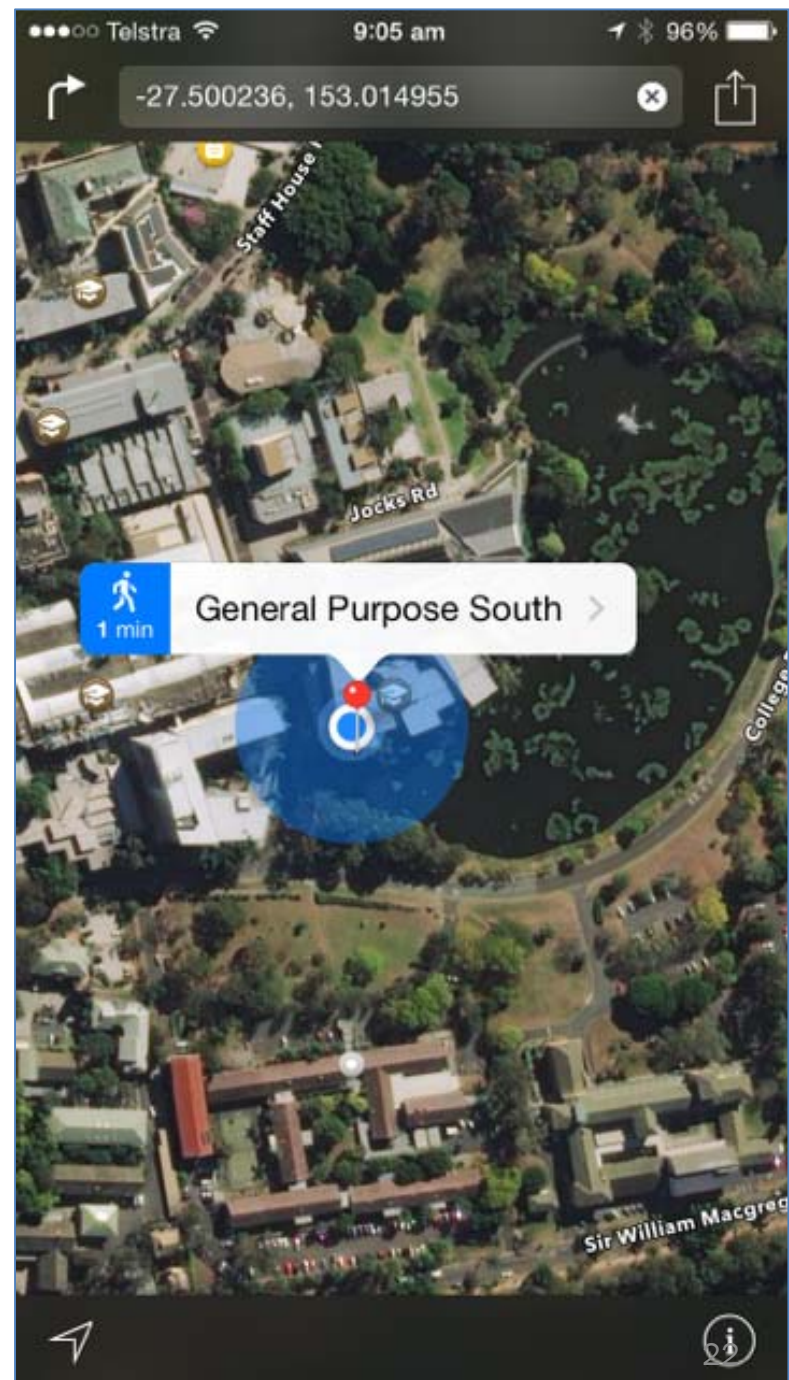 Telstra 9:05 am 96%
-27.500236, 153.014955
Staff House
Jocks Rd
1 min General Purpose South
College
Sir William Macgreg
22